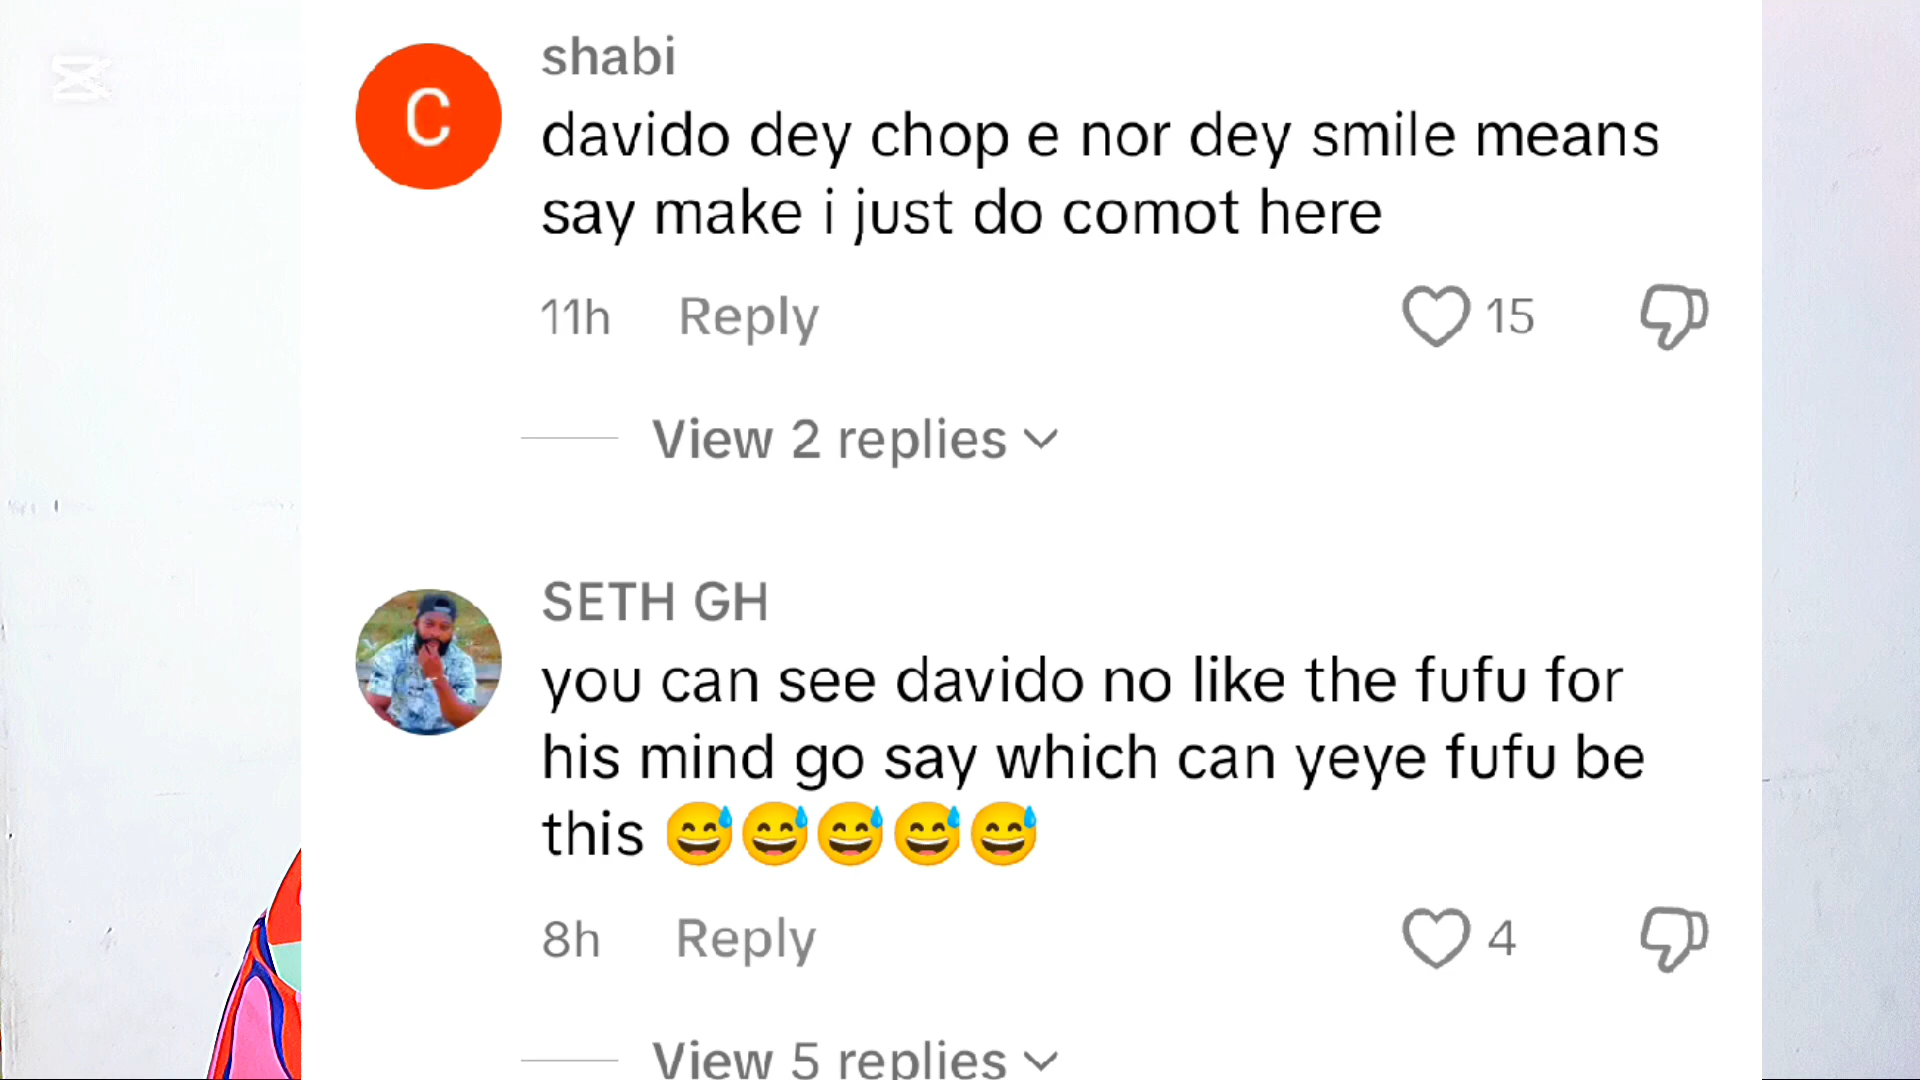 shabi
davido dey chop e nor dey smile means
say make i just do comot here
11h Reply 15
View 2 replies
SETH GH
you can see davido no like the fufu for
his mind go say which can yeye fufu be
this 😅😅😅😅😅
8h Reply 4
View 5 replies
C